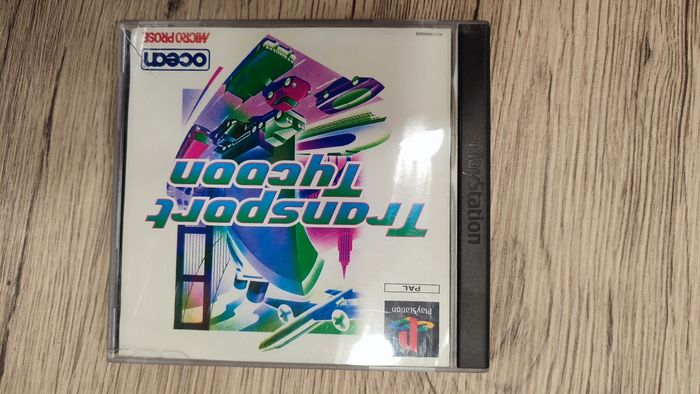 PlayStation
PAL
Transport
Tycoon
ocean
MICRO PROSE
PlayStation